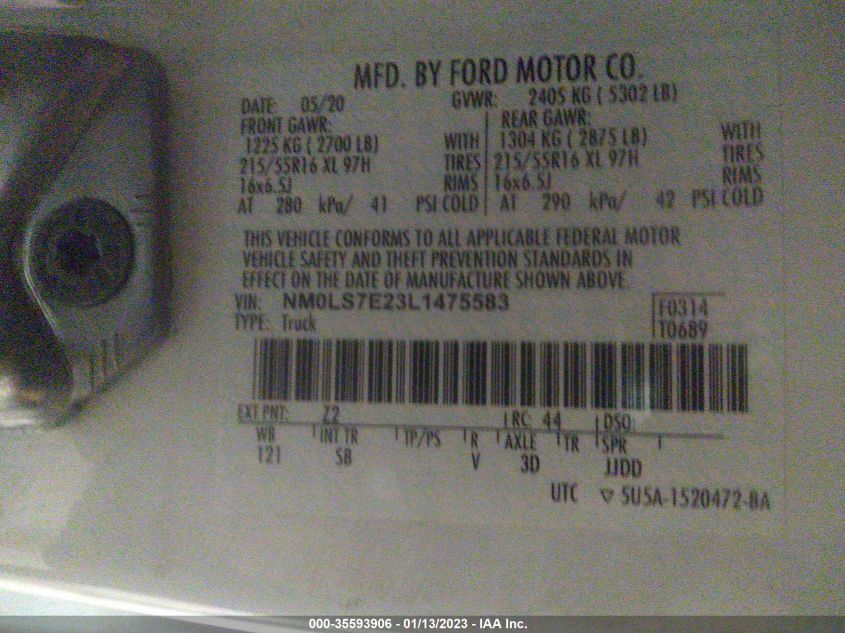 MFD. BY FORD MOTOR CO.
DATE: 05/20 GVWR: 2405 KG ( 5302 LB)
FRONT GAWR: REAR GAWR:
1225 KG ( 2700 LB) WITH 1304 KG ( 2875 LB) WITH
215/55R16 XL 97H TIRES 215/55R16 XL 97H TIRES
16x6.5J RIMS 16x6.5J RIMS
AT 280 kPa/ 41 PSI COLD AT 290 kPa/ 42 PSI COLD
THIS VEHICLE CONFORMS TO ALL APPLICABLE FEDERAL MOTOR
VEHICLE SAFETY AND THEFT PREVENTION STANDARDS IN
EFFECT ON THE DATE OF MANUFACTURE SHOWN ABOVE.
VIN: NM0LS7E23L1475583 F0314
TYPE: Truck T0689
EXT PNT: Z2 RC: 44 DSO:
WB INT TR TP/PS R AXLE TR SPR
121 SB V 3D JJDD
UTC ▽ 5U5A-1520472-BA
000-35593906 - 01/13/2023 - IAA Inc.